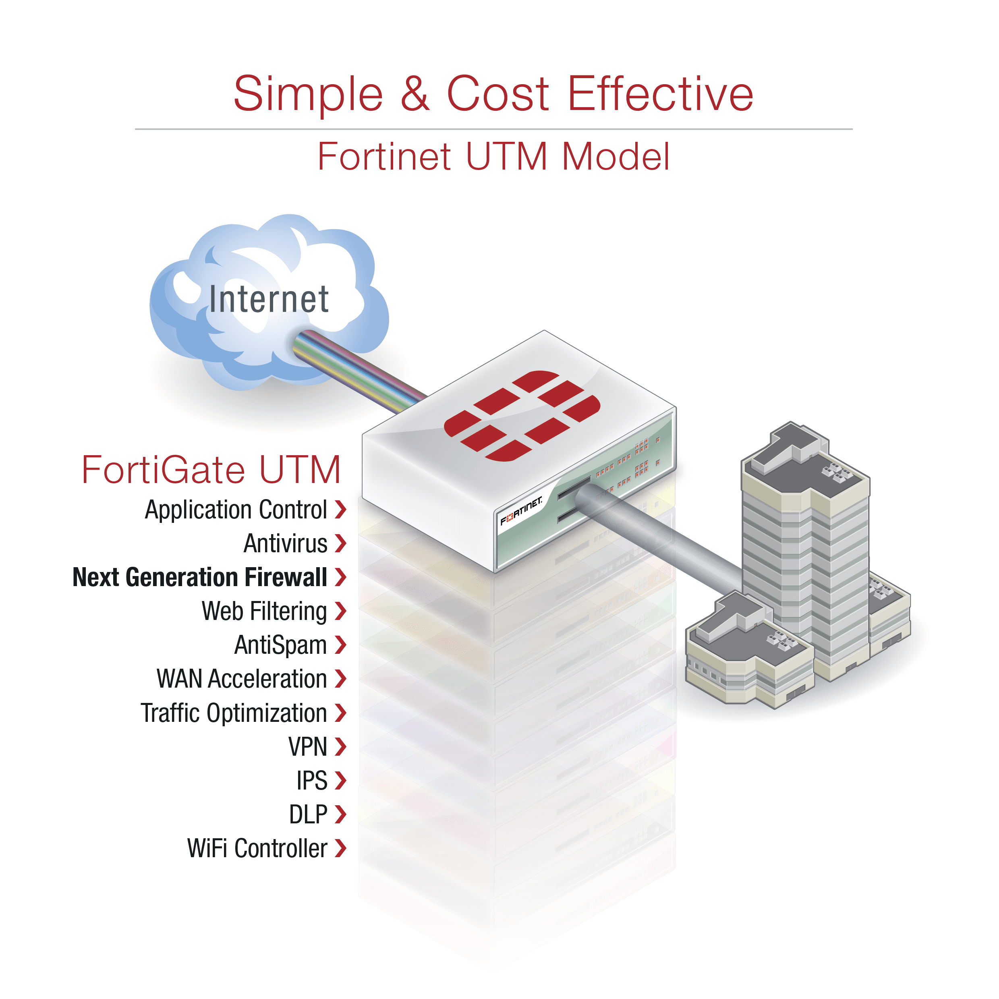 Simple & Cost Effective
Fortinet UTM Model
Internet
FORTINET
FortiGate UTM
Application Control
Antivirus
Next Generation Firewall
Web Filtering
AntiSpam
WAN Acceleration
Traffic Optimization
VPN
IPS
DLP
WiFi Controller